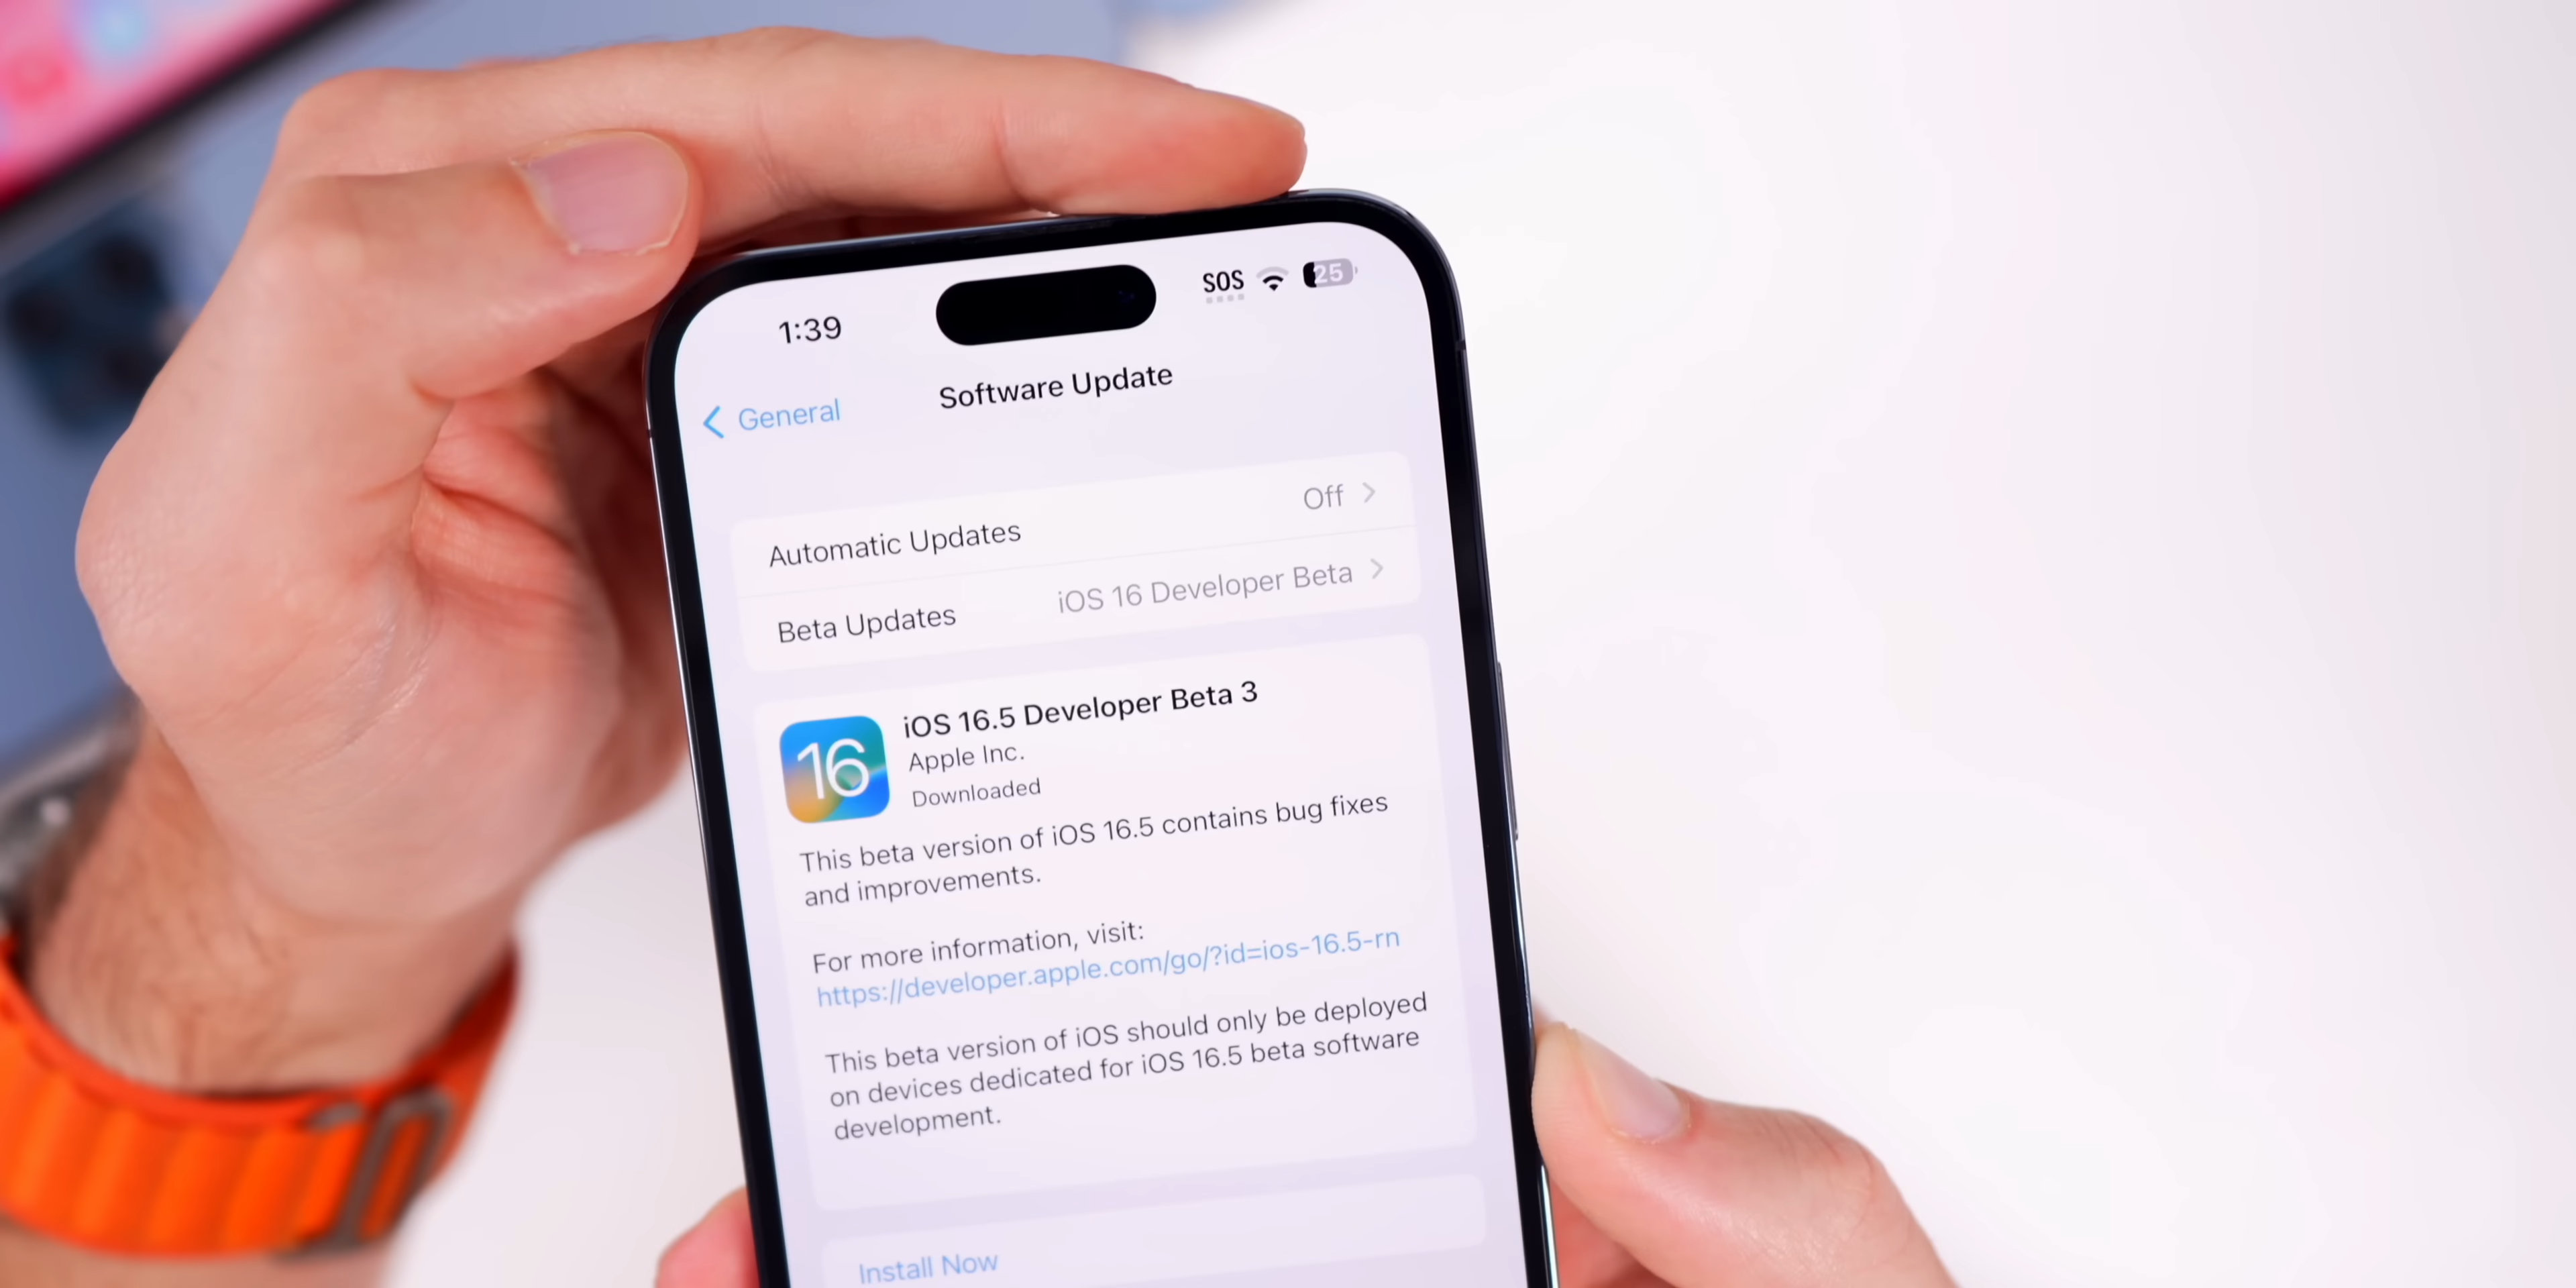 1:39
SOS
25
General
Software Update
Automatic Updates
Off
Beta Updates
iOS 16 Developer Beta
16
iOS 16.5 Developer Beta 3
Apple Inc.
Downloaded
This beta version of iOS 16.5 contains bug fixes
and improvements.
For more information, visit:
https://developer.apple.com/go/?id=ios-16.5-rn
This beta version of iOS should only be deployed
on devices dedicated for iOS 16.5 beta software
development.
Install Now